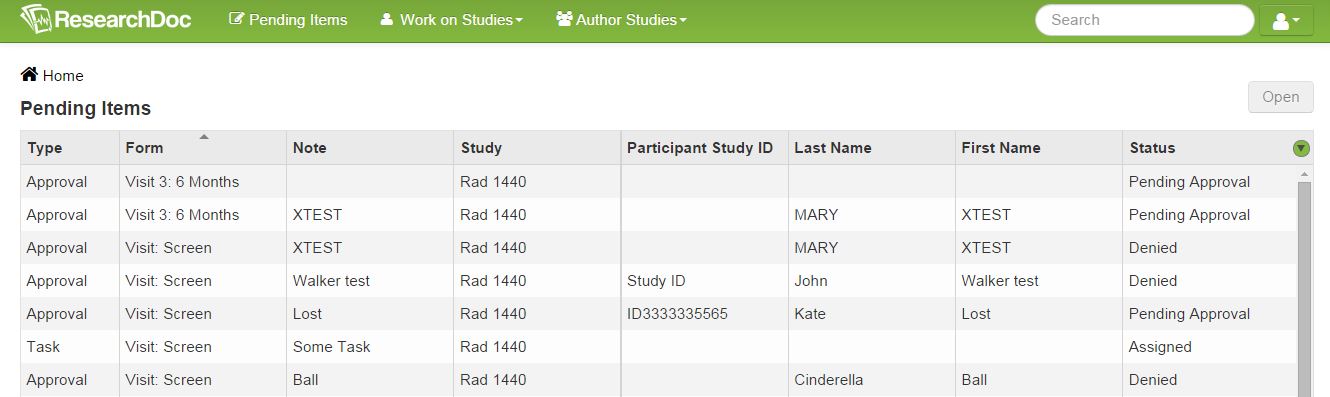 ResearchDoc Pending Items Work on Studies Author Studies Search
Home
Pending Items
Open
Type Form Note Study Participant Study ID Last Name First Name Status
Approval Visit 3: 6 Months Rad 1440 Pending Approval
Approval Visit 3: 6 Months XTEST Rad 1440 MARY XTEST Pending Approval
Approval Visit: Screen XTEST Rad 1440 MARY XTEST Denied
Approval Visit: Screen Walker test Rad 1440 Study ID John Walker test Denied
Approval Visit: Screen Lost Rad 1440 ID3333335565 Kate Lost Pending Approval
Task Visit: Screen Some Task Rad 1440 Assigned
Approval Visit: Screen Ball Rad 1440 Cinderella Ball Denied